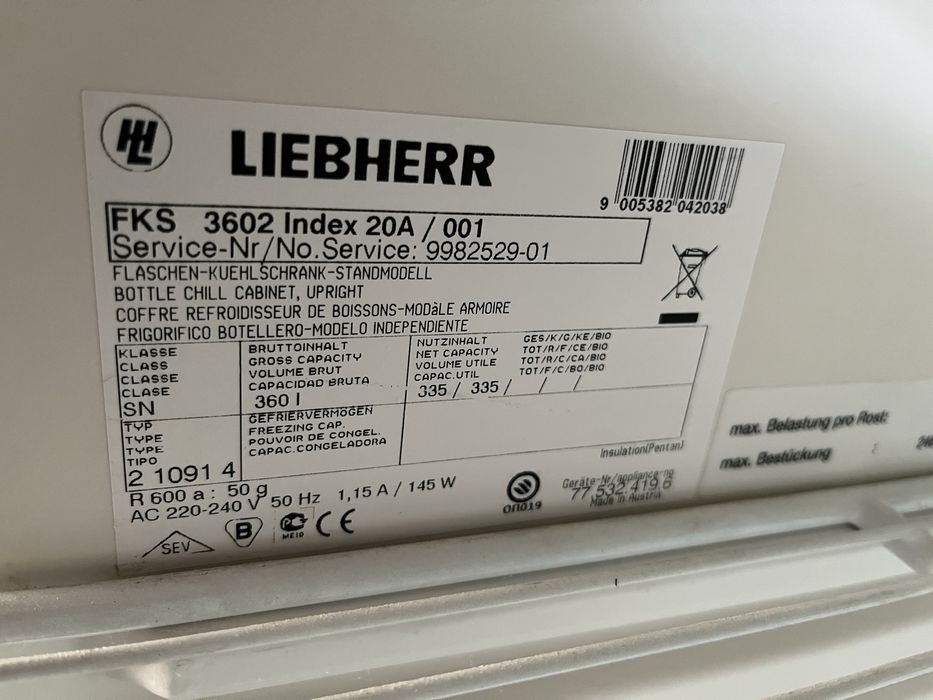 LIEBHERR
9 005382 042038
FKS 3602 Index 20A / 001
Service-Nr/No.Service: 9982529-01
FLASCHEN-KUEHLSCHRANK-STANDMODELL
BOTTLE CHILL CABINET, UPRIGHT
COFFRE REFROIDISSEUR DE BOISSONS-MODàLE ARMOIRE
FRIGORIFICO BOTELLERO-MODELO INDEPENDIENTE
KLASSE
CLASS
CLASSE
CLASE
SN
BRUTTOINHALT
GROSS CAPACITY
VOLUME BRUT
CAPACIDAD BRUTA
360 l
NUTZINHALT GES/K/G/KE/BIO
NET CAPACITY TOT/R/F/CE/BIO
VOLUME UTILE TOT/R/C/CA/BIO
CAPAC.UTIL TOT/F/C/BO/BIO
335 / 335 / / /
TYP
TYPE
TYPE
TIPO
2 1091 4
GEFRIERVERMÖGEN
FREEZING CAP.
POUVOIR DE CONGEL.
CAPAC.CONGELADORA
Insulation(Pentan)
R 600 a : 50 g
AC 220-240 V 50 Hz 1,15 A / 145 W
Geräte-Nr/appliance-no
77.532.419.6
Made in Austria
SEV
B
PC
ME10
CE
ОП019
max. Belastung pro Rost:
max. Bestückung